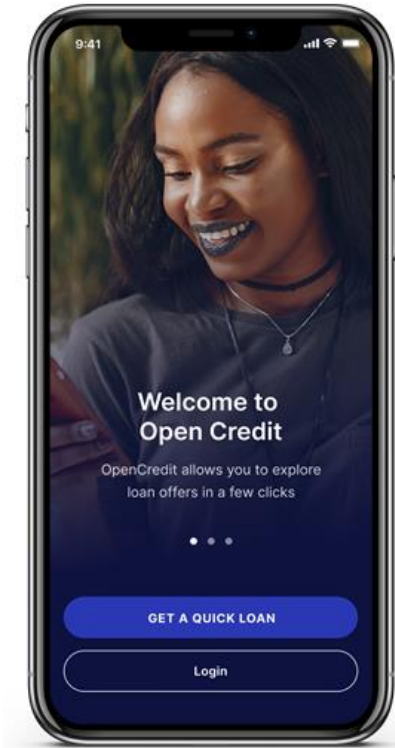 9:41
Welcome to
Open Credit
OpenCredit allows you to explore
loan offers in a few clicks
GET A QUICK LOAN
Login